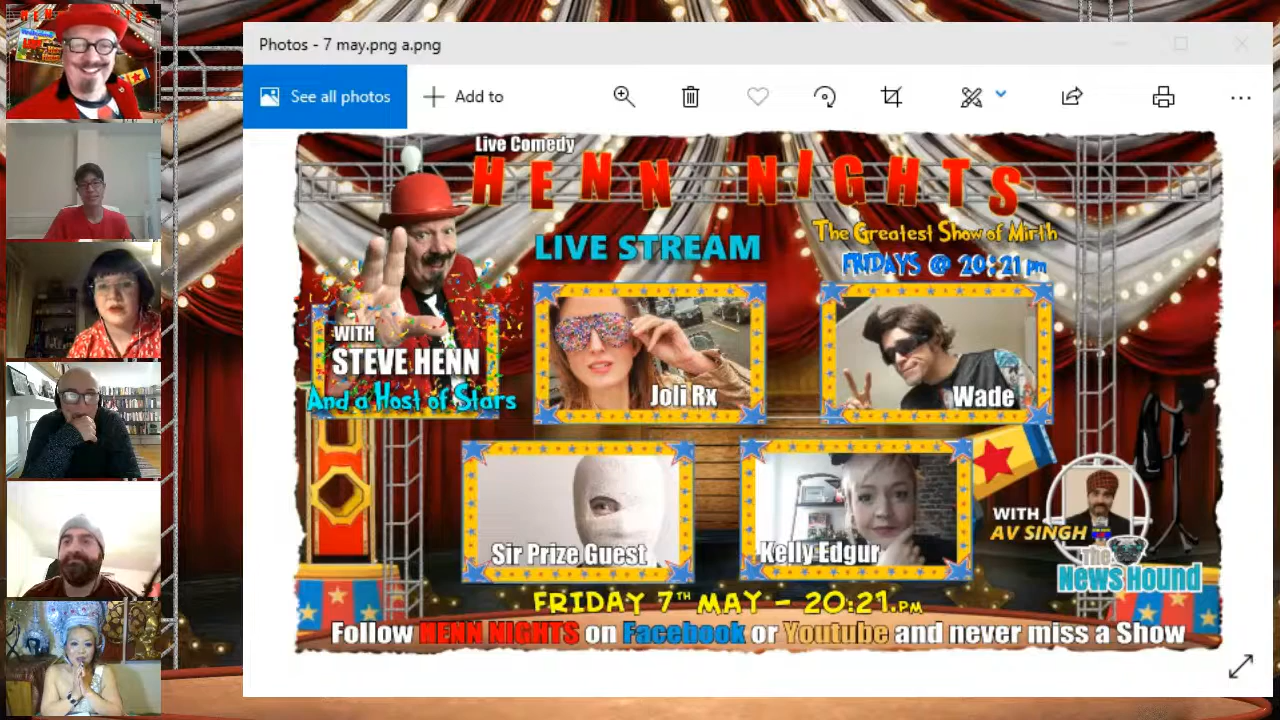 HENN NIGHTS
Photos - 7 may.png a.png
See all photos
Add to
Live Comedy
HENN NIGHTS
The Greatest Show of Mirth
LIVE STREAM
FRIDAYS @ 20:21 pm
WITH
STEVE HENN
And a Host of Stars
Joli Rx
Wade
Sir Prize Guest
Kelly Edgur
WITH
AV SINGH
The
News Hound
FRIDAY 7TH MAY - 20:21.PM
Follow HENN NIGHTS on Facebook or Youtube and never miss a Show